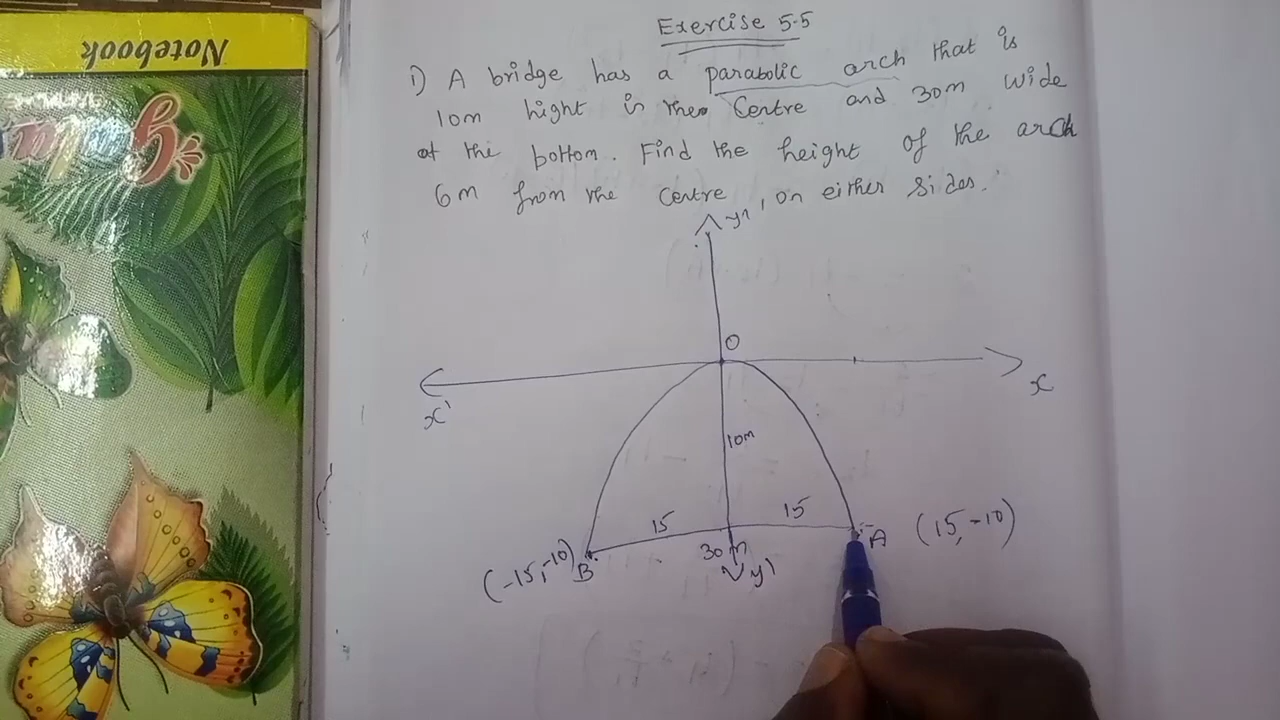 Notebook
Exercise 5.5
1) A bridge has a parabolic arch that is
10m hight is the Centre and 30m wide
at the bottom. Find the height of the arch
6m from the centre, on either sides.
y
O
x' x
10m
15 15
(-15, -10) B A (15, -10)
30m
y'